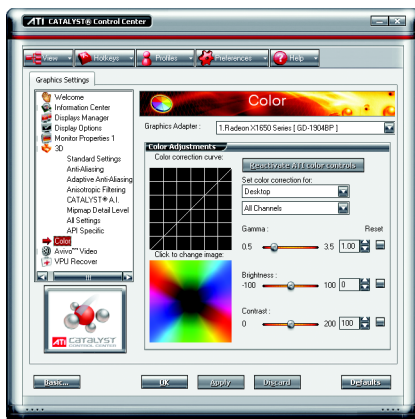 ATI CATALYST® Control Center
View
Hotkeys
Profiles
Preferences
Help
Graphics Settings
Welcome
Information Center
Displays Manager
Display Options
Monitor Properties 1
3D
Standard Settings
Anti-Aliasing
Adaptive Anti-Aliasing
Anisotropic Filtering
CATALYST® A.I.
Mipmap Detail Level
All Settings
API Specific
Color
Avivo™ Video
VPU Recover
ATI CATALYST
CONTROL CENTER
Color
Graphics Adapter :
1.Radeon X1650 Series [ GD-1904BP ]
Color Adjustments
Color correction curve:
Reactivate ATI color controls
Set color correction for:
Desktop
All Channels
Gamma :
Reset
0.5
3.5
1.00
Click to change image:
Brightness :
-100
100
0
Contrast :
0
200
100
Basic...
OK
Apply
Discard
Defaults